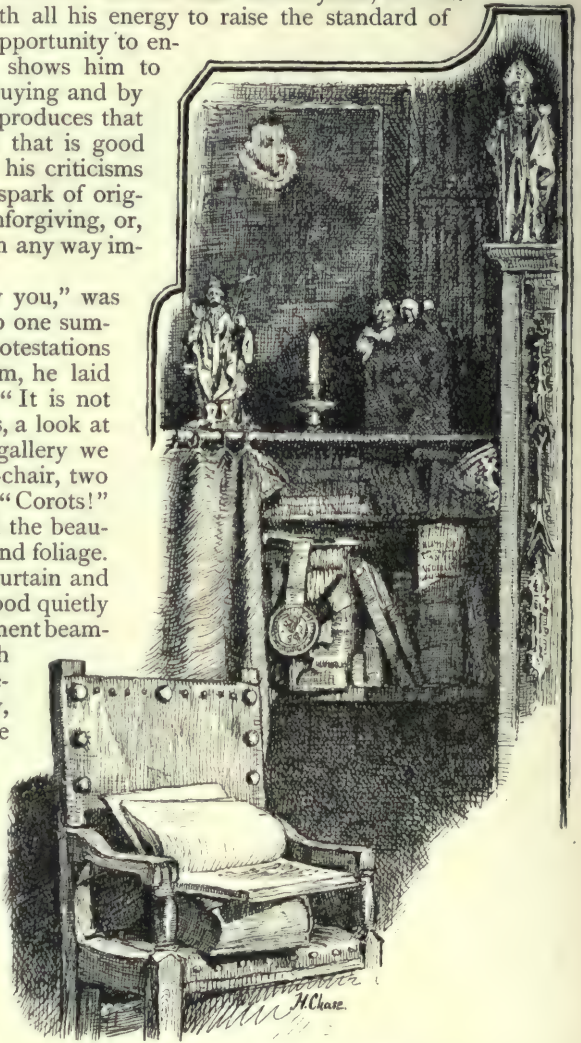 th all his energy to raise the standard of
pportunity to en-
shows him to
uying and by
produces that
that is good
his criticisms
spark of orig-
nforgiving, or,
n any way im-
y you," was
o one sum-
otestations
m, he laid
"It is not
s, a look at
gallery we
-chair, two
"Corots!"
the beau-
nd foliage.
urtain and
ood quietly
ment beam-
h
e-
y,
e
H. Chase.